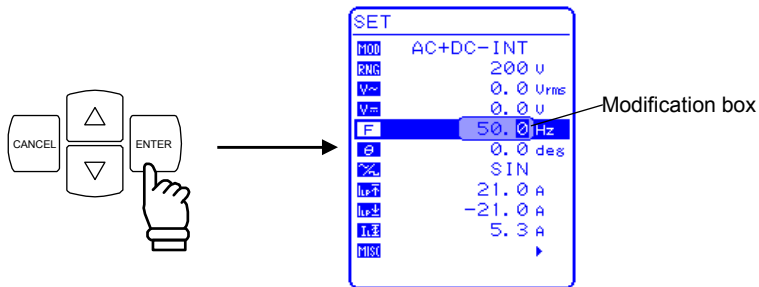 CANCEL
ENTER
SET
MOD AC+DC-INT
RNG 200 V
V~ 0.0 Vrms
V⎓ 0.0 V
F 50.0 Hz
θ 0.0 deg
SIN
21.0 A
-21.0 A
5.3 A
MISC
Modification box